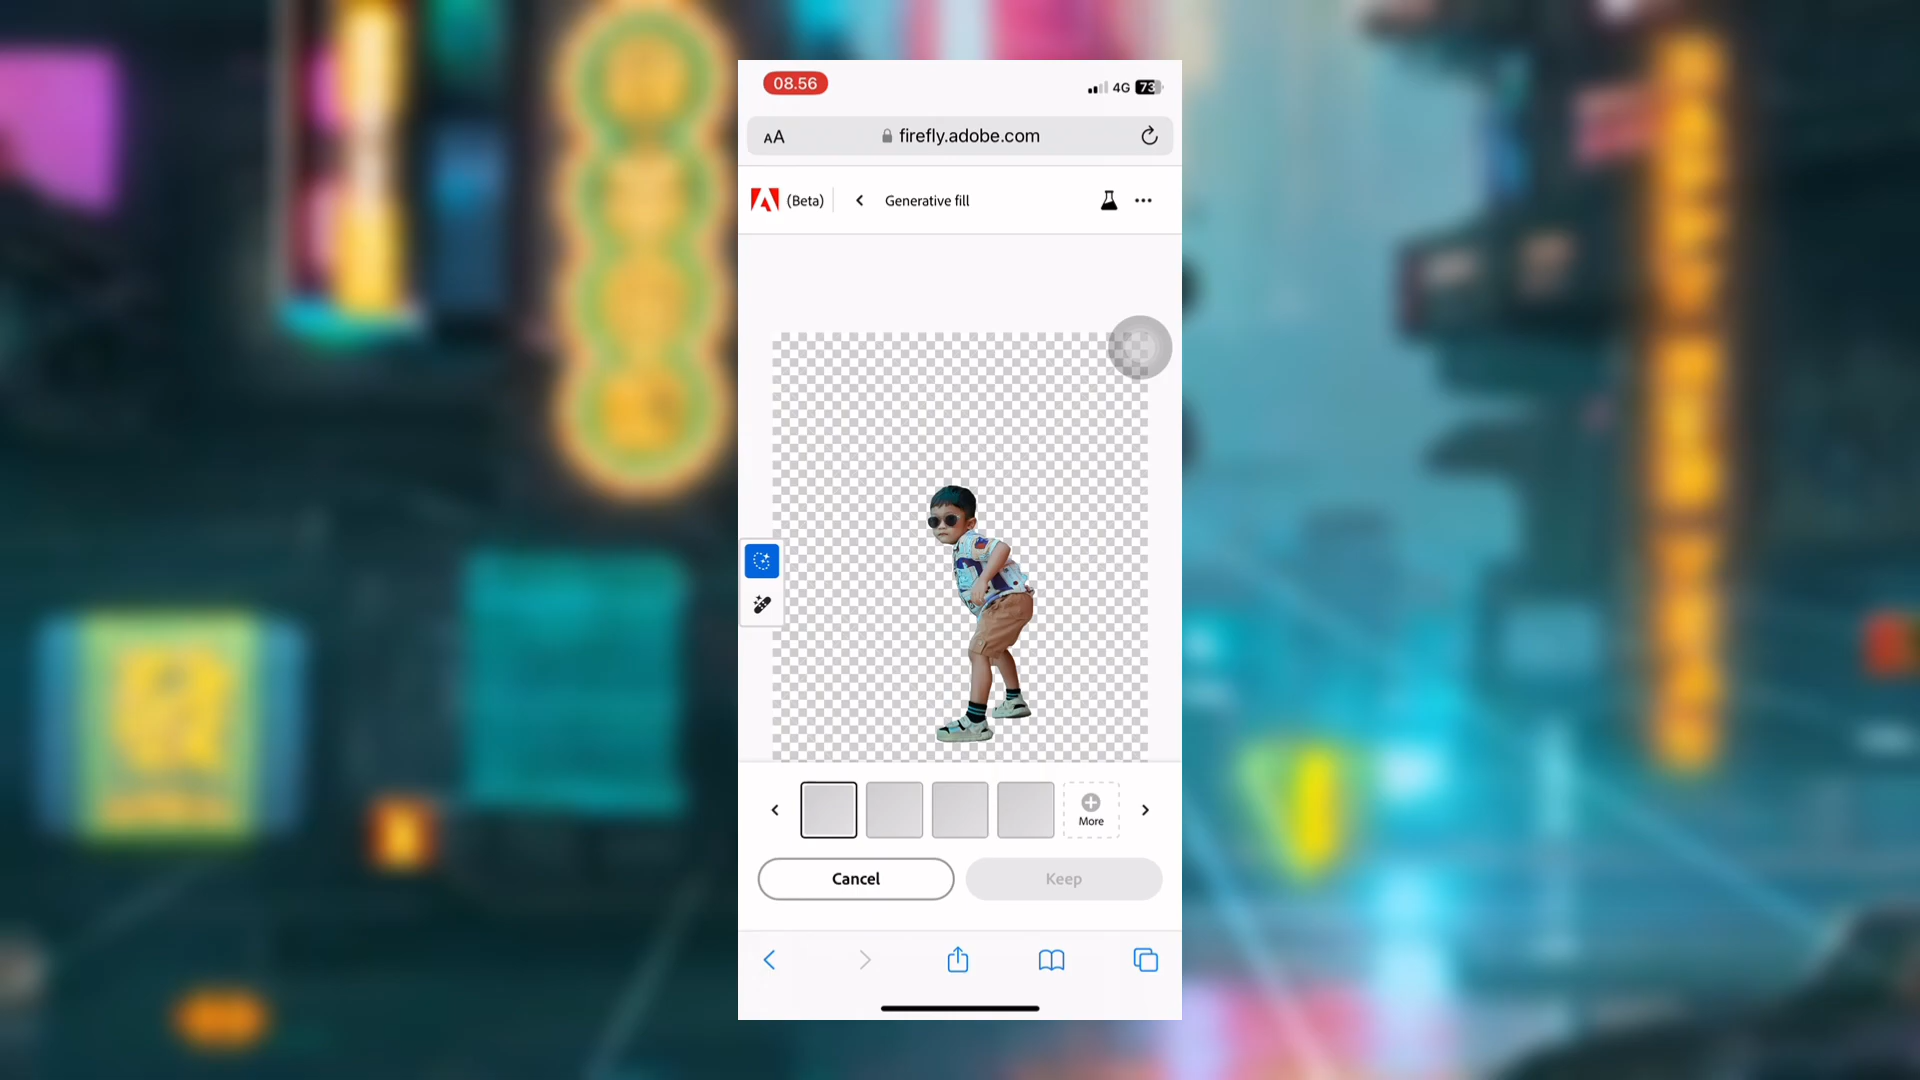 08.56
4G 73
AA firefly.adobe.com
(Beta) Generative fill
More
Cancel Keep